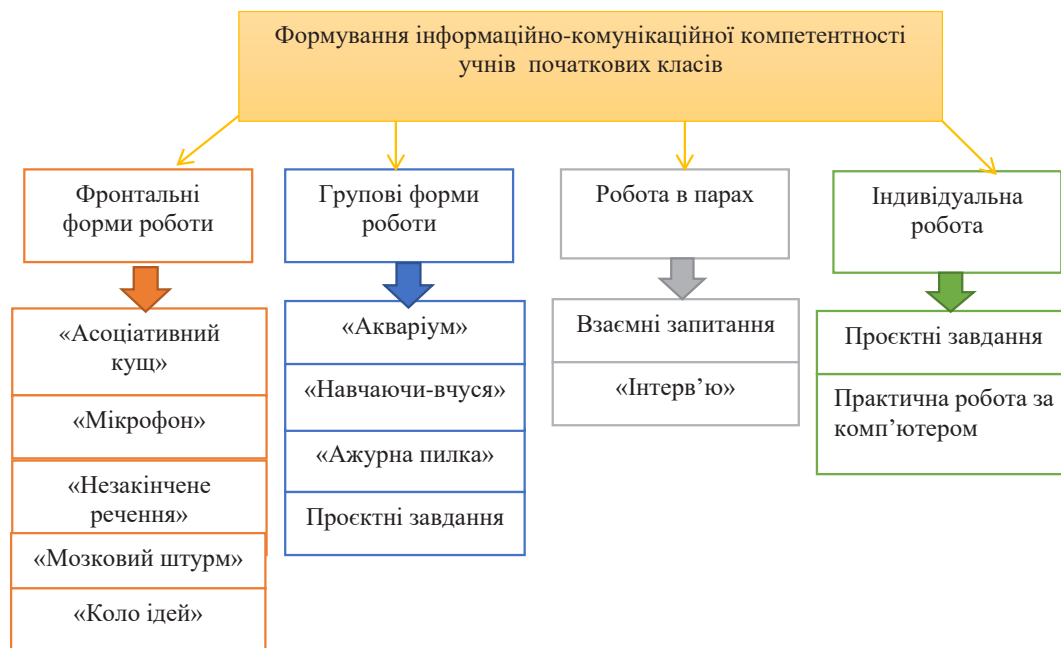 Формування інформаційно-комунікаційної компетентності
учнів початкових класів
Фронтальні
форми роботи
Групові форми
роботи
Робота в парах
Індивідуальна
робота
«Асоціативний
кущ»
«Мікрофон»
«Незакінчене
речення»
«Мозковий штурм»
«Коло ідей»
«Акваріум»
«Навчаючи-вчуся»
«Ажурна пилка»
Проєктні завдання
Взаємні запитання
«Інтерв’ю»
Проєктні завдання
Практична робота за
комп’ютером